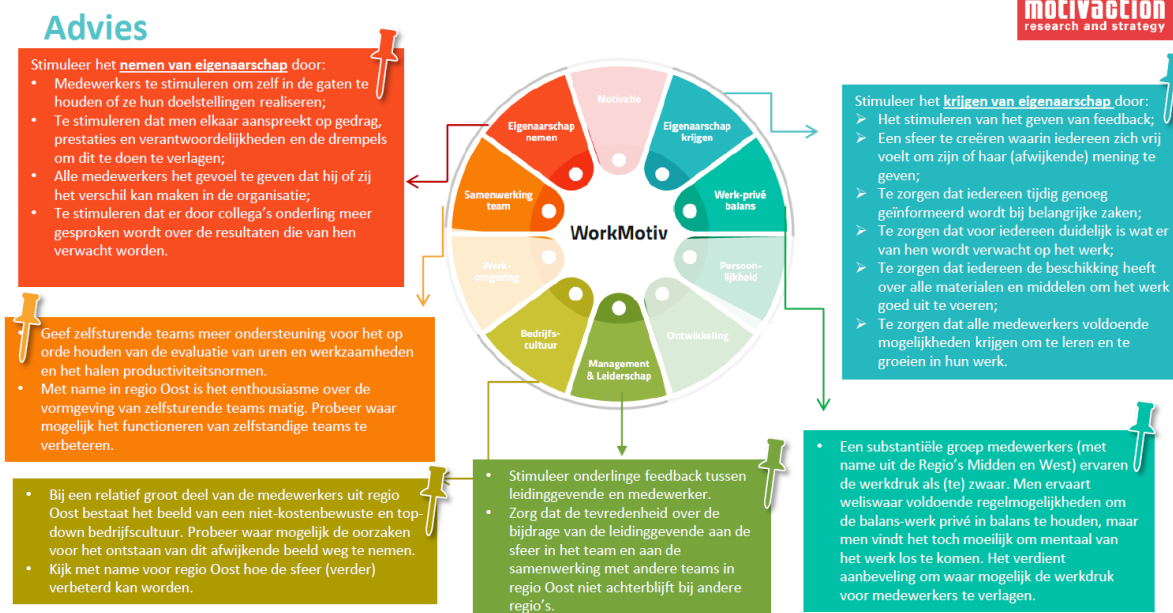 Advies
motivaction
research and strategy
Stimuleer het nemen van eigenaarschap door:
• Medewerkers te stimuleren om zelf in de gaten te
houden of ze hun doelstellingen realiseren;
• Te stimuleren dat men elkaar aanspreekt op gedrag,
prestaties en verantwoordelijkheden en de drempels
om dit te doen te verlagen;
• Alle medewerkers het gevoel te geven dat hij of zij
het verschil kan maken in de organisatie;
• Te stimuleren dat er door collega's onderling meer
gesproken wordt over de resultaten die van hen
verwacht worden.
Motivatie
Eigenaarschap
nemen
Eigenaarschap
krijgen
Samenwerking
team
Werk-privé
balans
WorkMotiv
Werk-
omgeving
Persoon-
lijkheid
Bedrijfs-
cultuur
Ontwikkeling
Management
& Leiderschap
Stimuleer het krijgen van eigenaarschap door:
➢ Het stimuleren van het geven van feedback;
➢ Een sfeer te creëren waarin iedereen zich vrij
voelt om zijn of haar (afwijkende) mening te
geven;
➢ Te zorgen dat iedereen tijdig genoeg
geïnformeerd wordt bij belangrijke zaken;
➢ Te zorgen dat voor iedereen duidelijk is wat er
van hen wordt verwacht op het werk;
➢ Te zorgen dat iedereen de beschikking heeft
over alle materialen en middelen om het werk
goed uit te voeren;
➢ Te zorgen dat alle medewerkers voldoende
mogelijkheden krijgen om te leren en te
groeien in hun werk.
• Geef zelfsturende teams meer ondersteuning voor het op
orde houden van de evaluatie van uren en werkzaamheden
en het halen productiviteitsnormen.
• Met name in regio Oost is het enthousiasme over de
vormgeving van zelfsturende teams matig. Probeer waar
mogelijk het functioneren van zelfstandige teams te
verbeteren.
• Bij een relatief groot deel van de medewerkers uit regio
Oost bestaat het beeld van een niet-kostenbewuste en top-
down bedrijfscultuur. Probeer waar mogelijk de oorzaken
voor het ontstaan van dit afwijkende beeld weg te nemen.
• Kijk met name voor regio Oost hoe de sfeer (verder)
verbeterd kan worden.
• Stimuleer onderlinge feedback tussen
leidinggevende en medewerker.
• Zorg dat de tevredenheid over de
bijdrage van de leidinggevende aan de
sfeer in het team en aan de
samenwerking met andere teams in
regio Oost niet achterblijft bij andere
regio's.
• Een substantiële groep medewerkers (met
name uit de Regio's Midden en West) ervaren
de werkdruk als (te) zwaar. Men ervaart
weliswaar voldoende regelmogelijkheden om
de balans-werk privé in balans te houden, maar
men vindt het toch moeilijk om mentaal van
het werk los te komen. Het verdient
aanbeveling om waar mogelijk de werkdruk
voor medewerkers te verlagen.